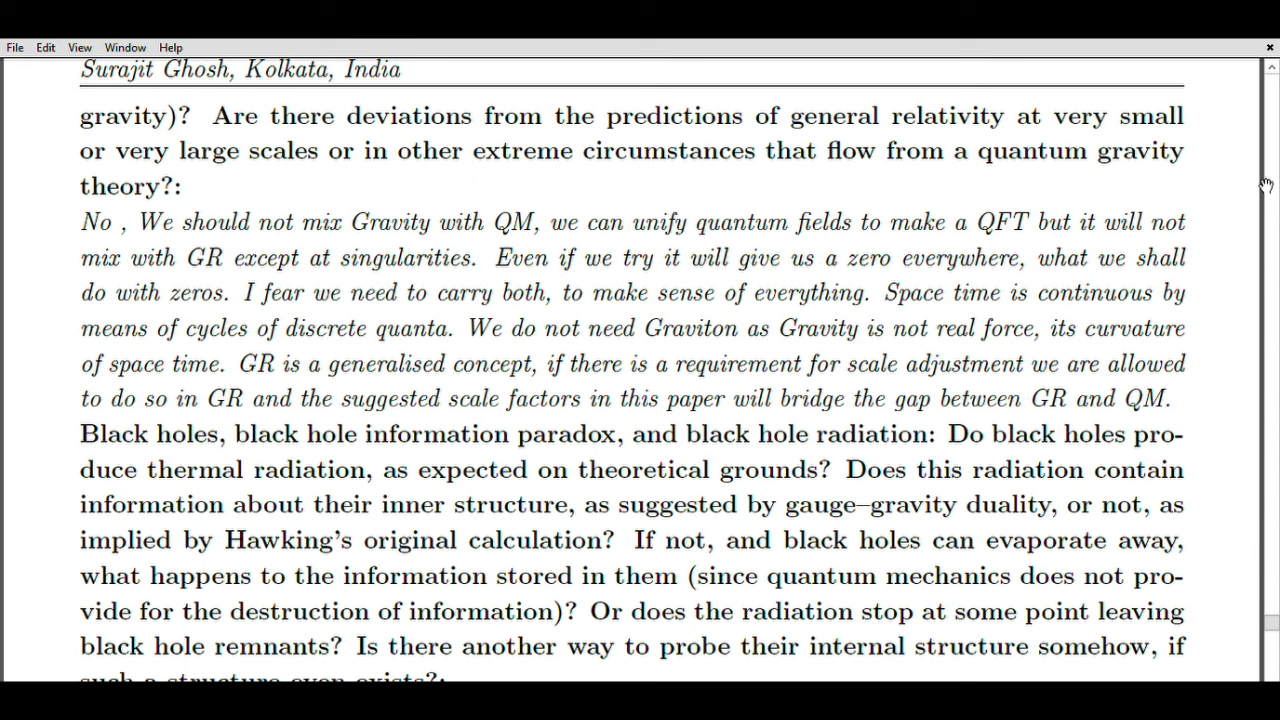 File Edit View Window Help
Surajit Ghosh, Kolkata, India
gravity)? Are there deviations from the predictions of general relativity at very small
or very large scales or in other extreme circumstances that flow from a quantum gravity
theory?:
No , We should not mix Gravity with QM, we can unify quantum fields to make a QFT but it will not
mix with GR except at singularities. Even if we try it will give us a zero everywhere, what we shall
do with zeros. I fear we need to carry both, to make sense of everything. Space time is continuous by
means of cycles of discrete quanta. We do not need Graviton as Gravity is not real force, its curvature
of space time. GR is a generalised concept, if there is a requirement for scale adjustment we are allowed
to do so in GR and the suggested scale factors in this paper will bridge the gap between GR and QM.
Black holes, black hole information paradox, and black hole radiation: Do black holes pro-
duce thermal radiation, as expected on theoretical grounds? Does this radiation contain
information about their inner structure, as suggested by gauge–gravity duality, or not, as
implied by Hawking's original calculation? If not, and black holes can evaporate away,
what happens to the information stored in them (since quantum mechanics does not pro-
vide for the destruction of information)? Or does the radiation stop at some point leaving
black hole remnants? Is there another way to probe their internal structure somehow, if
such a structure even exists?: